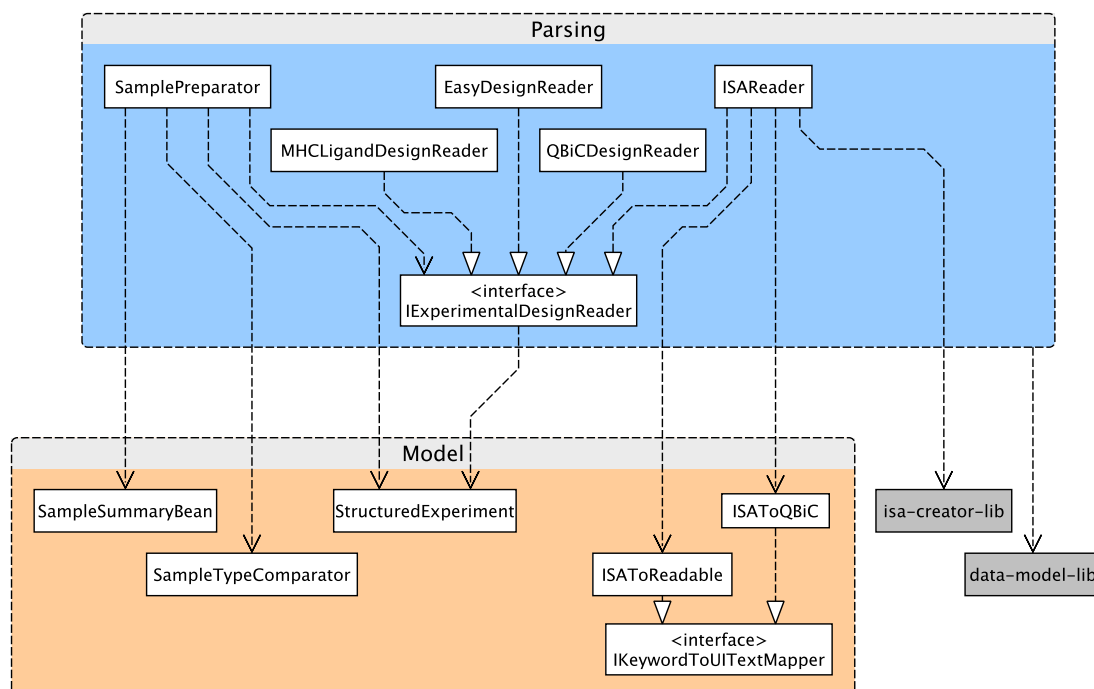 Parsing
SamplePreparator
EasyDesignReader
ISAReader
MHCLigandDesignReader
QBiCDesignReader
<interface>
IExperimentalDesignReader
Model
SampleSummaryBean
StructuredExperiment
ISAToQBiC
isa-creator-lib
SampleTypeComparator
ISAToReadable
data-model-lib
<interface>
IKeywordToUITextMapper